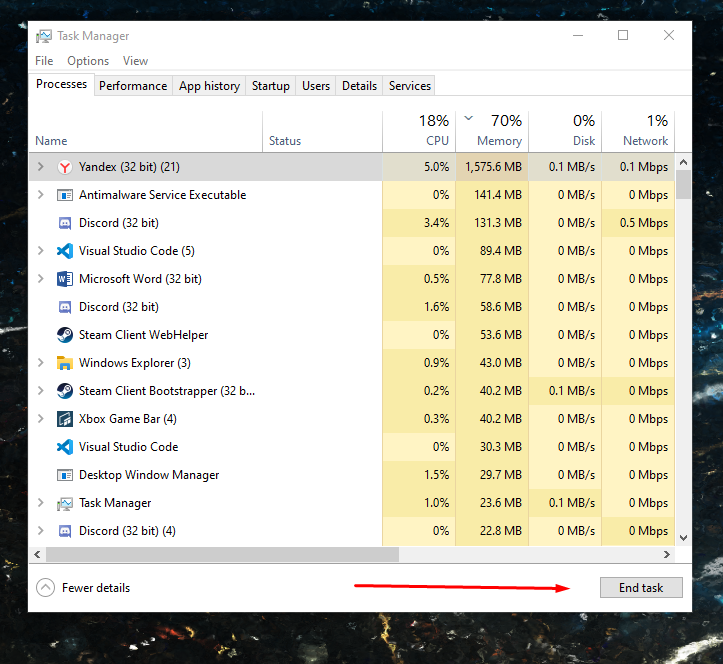 Task Manager
File Options View
Processes Performance App history Startup Users Details Services
18% 70% 0% 1%
Name Status CPU Memory Disk Network
Yandex (32 bit) (21) 5.0% 1,575.6 MB 0.1 MB/s 0.1 Mbps
Antimalware Service Executable 0% 141.4 MB 0 MB/s 0 Mbps
Discord (32 bit) 3.4% 131.3 MB 0 MB/s 0.5 Mbps
Visual Studio Code (5) 0% 89.4 MB 0 MB/s 0 Mbps
Microsoft Word (32 bit) 0.5% 77.8 MB 0 MB/s 0 Mbps
Discord (32 bit) 1.6% 58.6 MB 0 MB/s 0 Mbps
Steam Client WebHelper 0% 53.6 MB 0 MB/s 0 Mbps
Windows Explorer (3) 0.9% 43.0 MB 0 MB/s 0 Mbps
Steam Client Bootstrapper (32 b... 0.2% 40.2 MB 0.1 MB/s 0 Mbps
Xbox Game Bar (4) 0.3% 40.2 MB 0 MB/s 0 Mbps
Visual Studio Code 0% 30.3 MB 0 MB/s 0 Mbps
Desktop Window Manager 1.5% 29.7 MB 0 MB/s 0 Mbps
Task Manager 1.0% 23.6 MB 0.1 MB/s 0 Mbps
Discord (32 bit) (4) 0% 22.8 MB 0 MB/s 0 Mbps
Fewer details End task